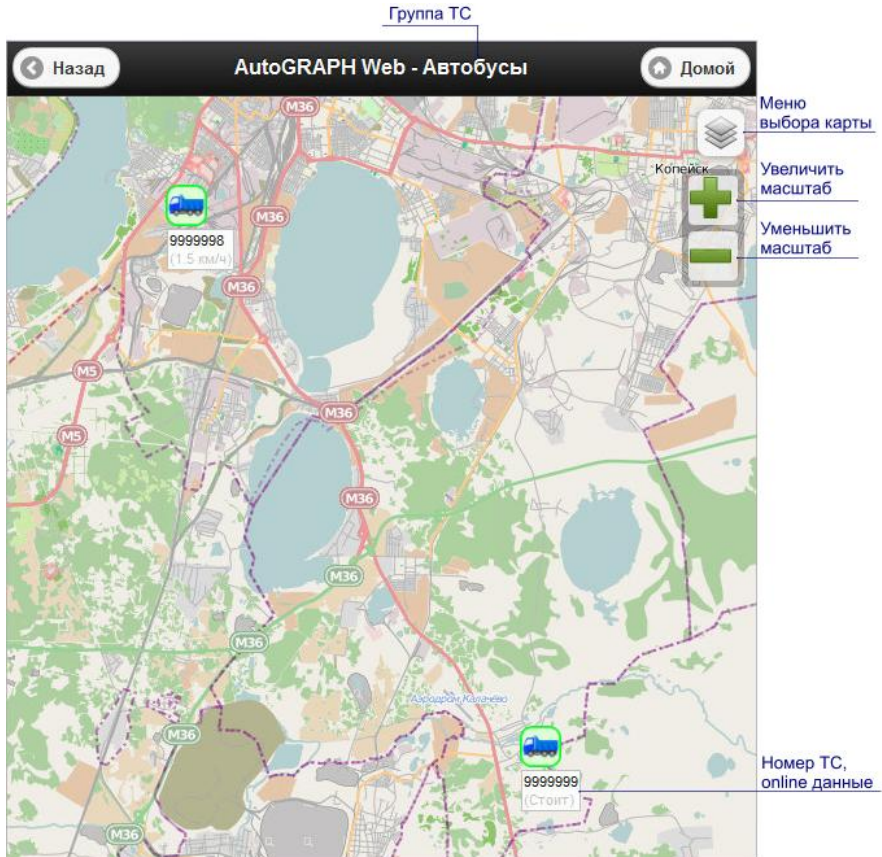 Группа ТС
Назад
AutoGRAPH Web - Автобусы
Домой
Меню
выбора карты
M36
Копейск
Увеличить
масштаб
9999998
(1.5 км/ч)
M36
Уменьшить
масштаб
M36
M5
M36
M5
M36
M36
M36
Аэродром Калачево
M36
9999999
(Стоит)
Номер ТС,
online данные
M36